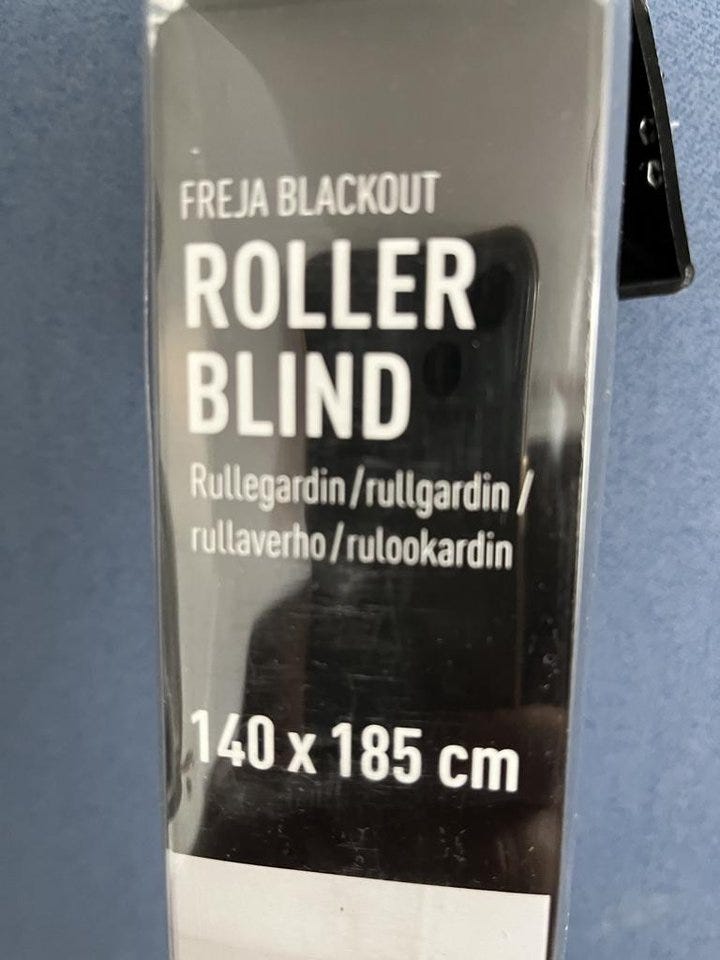 FREJA BLACKOUT
ROLLER
BLIND
Rullegardin/rullgardin/
rullaverho/rulookardin
140 x 185 cm